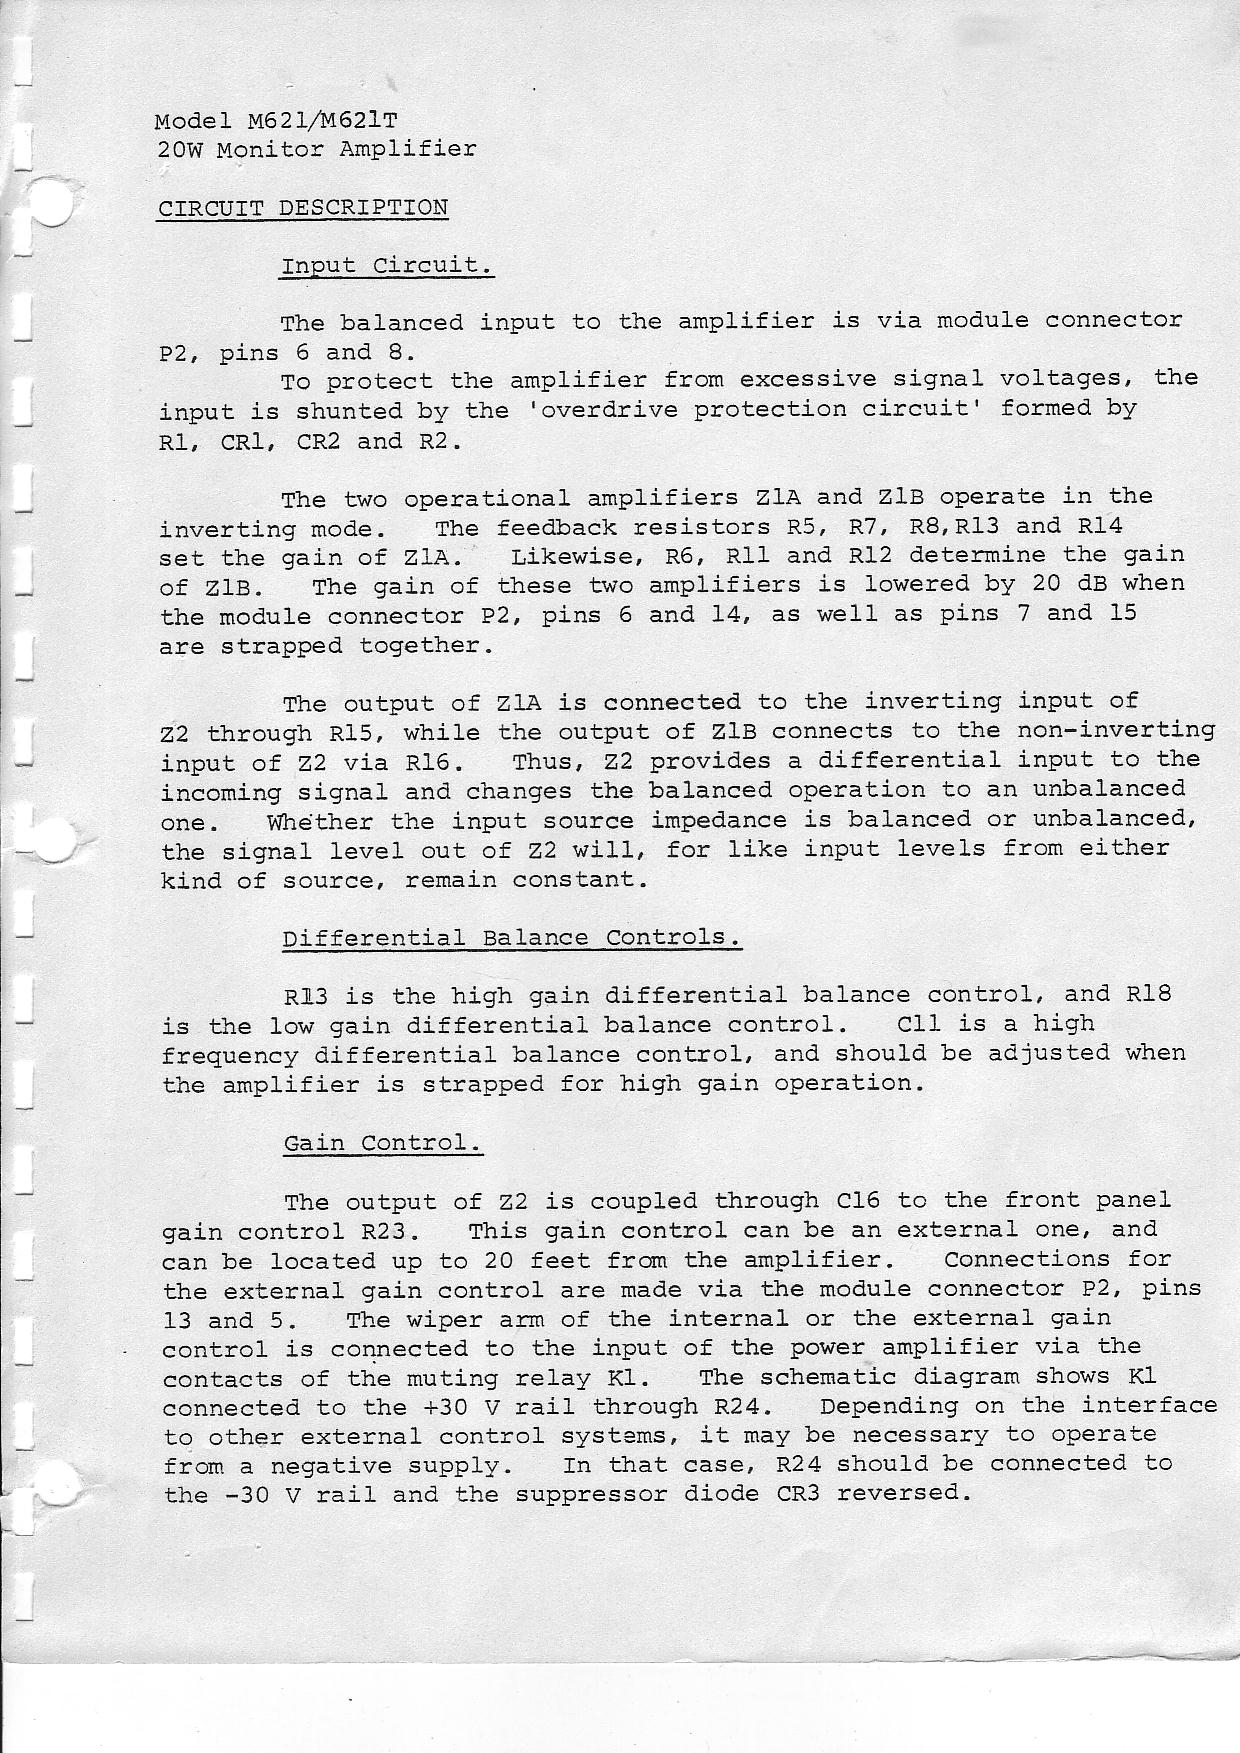 Model M621/M621T
20W Monitor Amplifier
CIRCUIT DESCRIPTION
Input Circuit.
The balanced input to the amplifier is via module connector
P2, pins 6 and 8.
To protect the amplifier from excessive signal voltages, the
input is shunted by the 'overdrive protection circuit' formed by
R1, CR1, CR2 and R2.
The two operational amplifiers Z1A and Z1B operate in the
inverting mode. The feedback resistors R5, R7, R8,R13 and R14
set the gain of Z1A. Likewise, R6, R11 and R12 determine the gain
of Z1B. The gain of these two amplifiers is lowered by 20 dB when
the module connector P2, pins 6 and 14, as well as pins 7 and 15
are strapped together.
The output of Z1A is connected to the inverting input of
Z2 through R15, while the output of Z1B connects to the non-inverting
input of Z2 via R16. Thus, Z2 provides a differential input to the
incoming signal and changes the balanced operation to an unbalanced
one. Whether the input source impedance is balanced or unbalanced,
the signal level out of Z2 will, for like input levels from either
kind of source, remain constant.
Differential Balance Controls.
R13 is the high gain differential balance control, and R18
is the low gain differential balance control. C11 is a high
frequency differential balance control, and should be adjusted when
the amplifier is strapped for high gain operation.
Gain Control.
The output of Z2 is coupled through C16 to the front panel
gain control R23. This gain control can be an external one, and
can be located up to 20 feet from the amplifier. Connections for
the external gain control are made via the module connector P2, pins
13 and 5. The wiper arm of the internal or the external gain
control is connected to the input of the power amplifier via the
contacts of the muting relay K1. The schematic diagram shows K1
connected to the +30 V rail through R24. Depending on the interface
to other external control systems, it may be necessary to operate
from a negative supply. In that case, R24 should be connected to
the -30 V rail and the suppressor diode CR3 reversed.